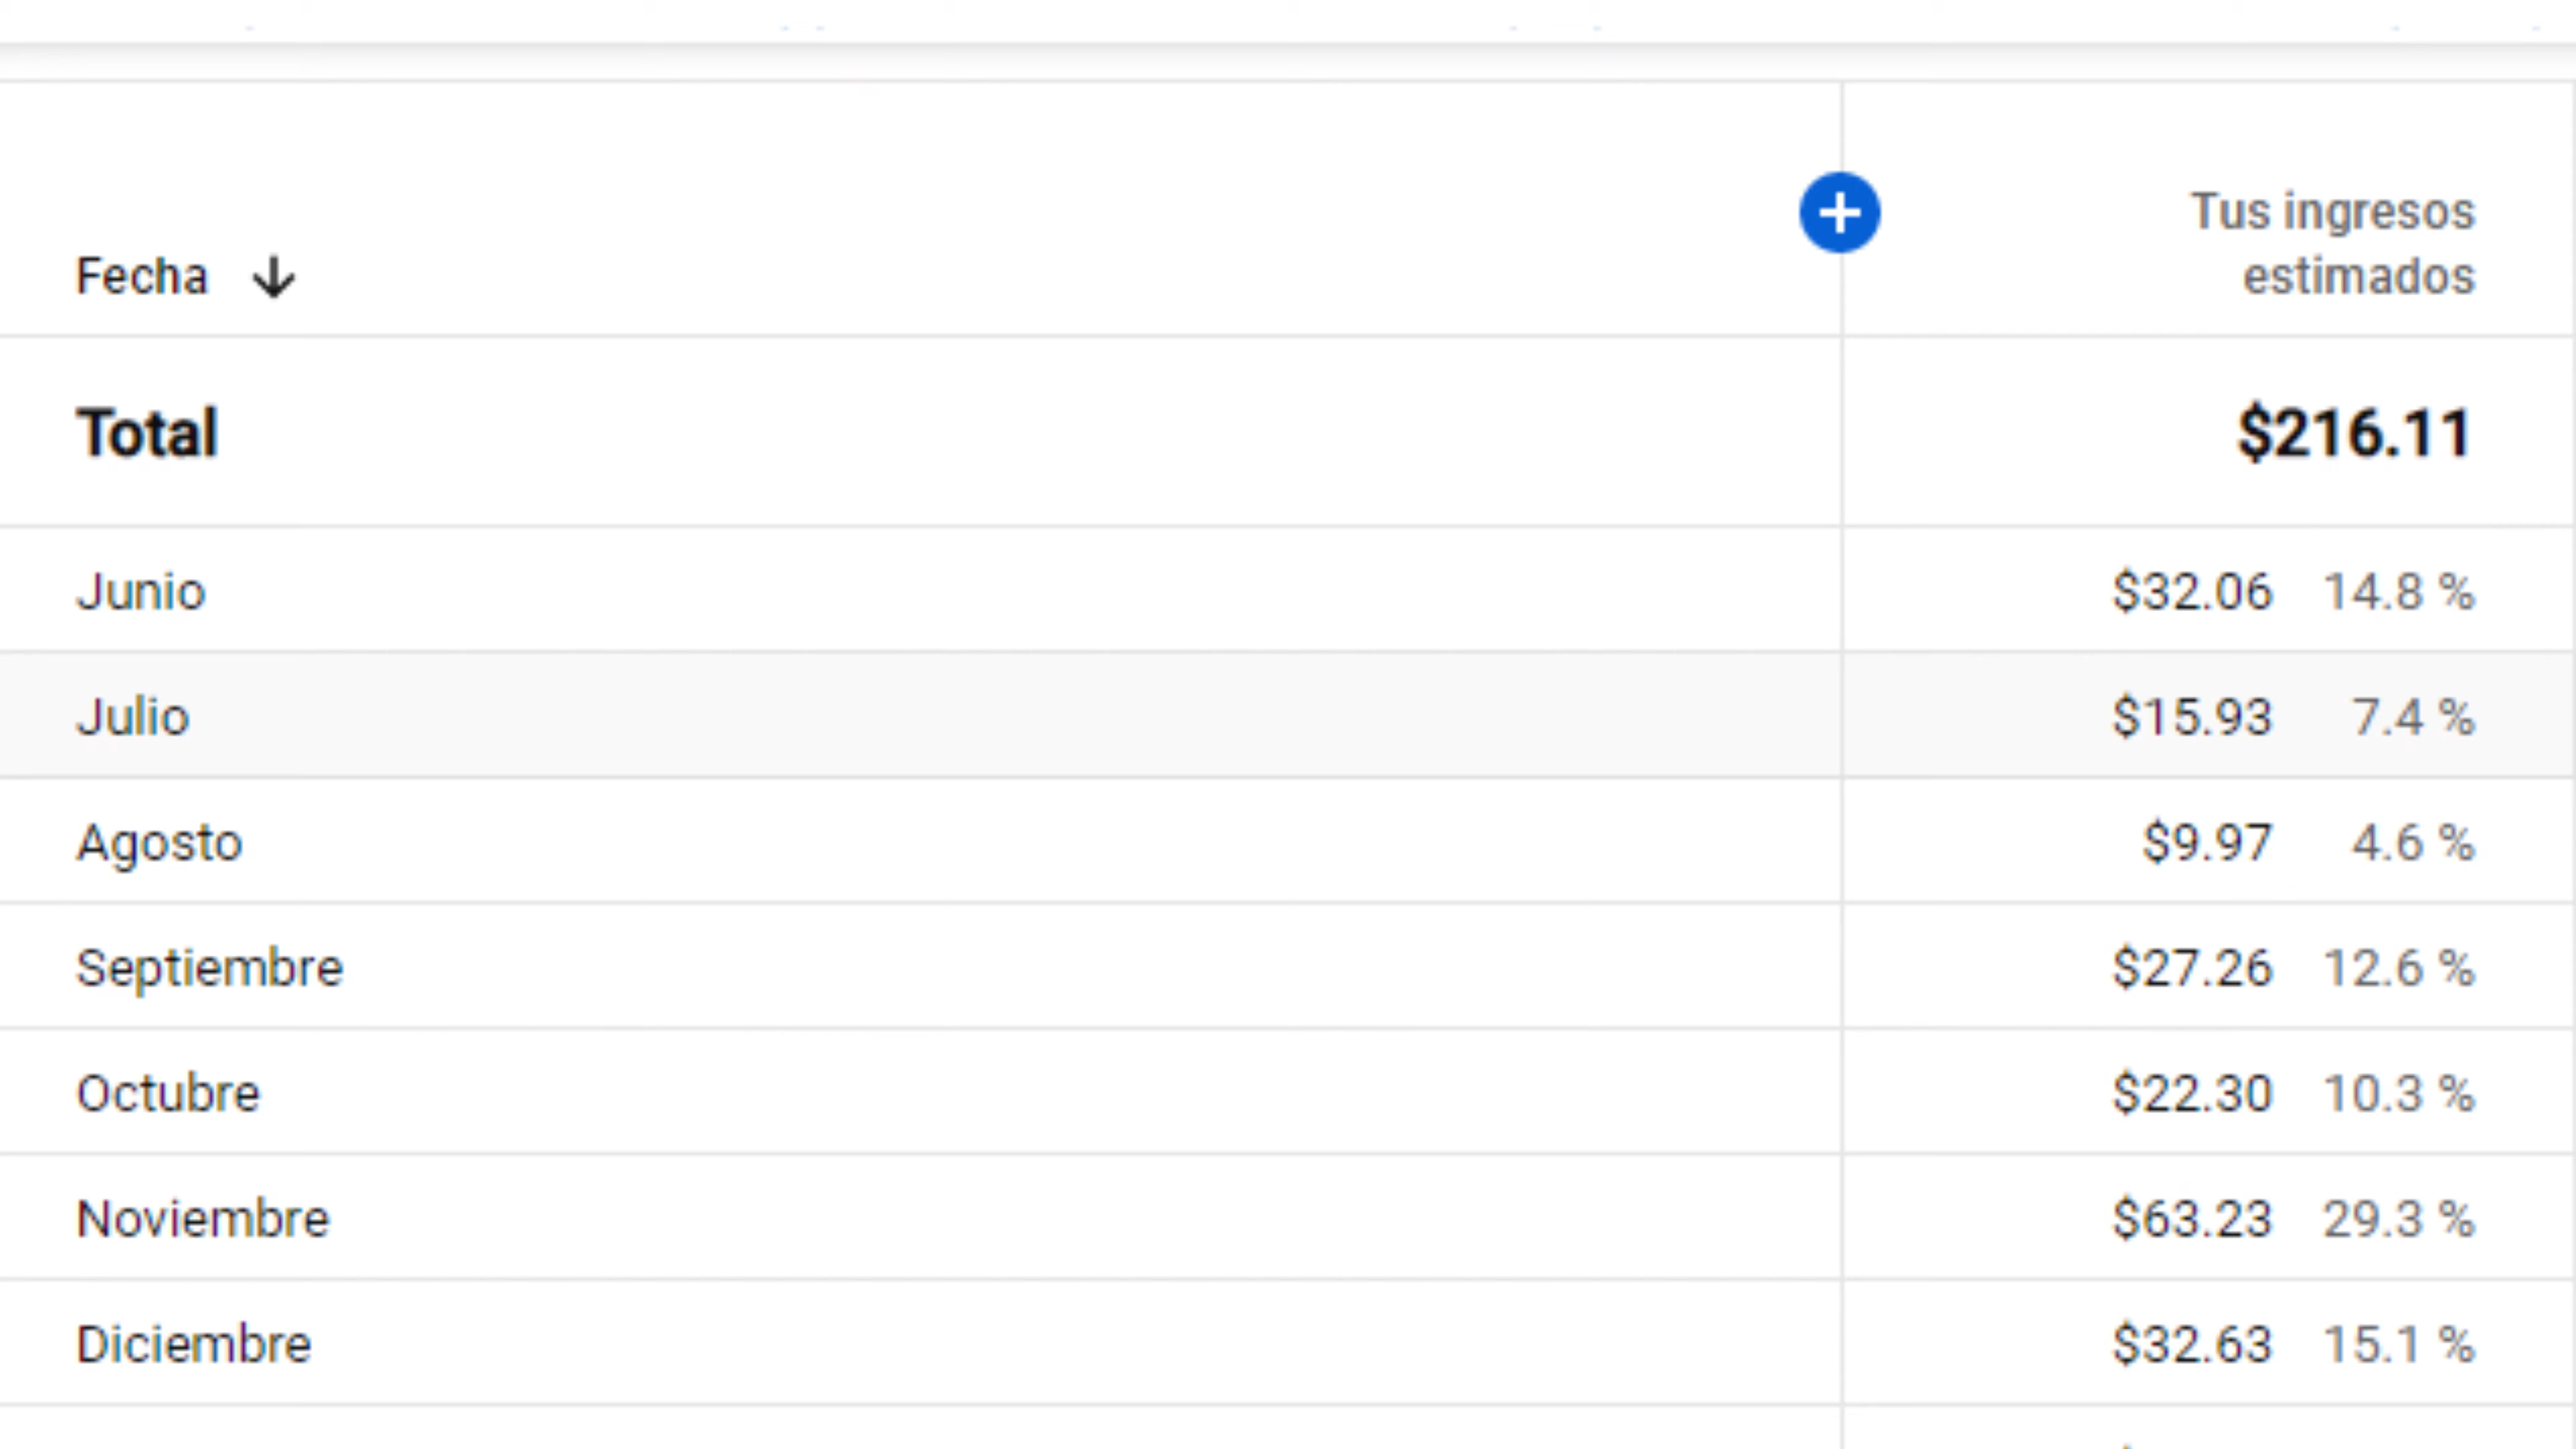 Fecha ↓
Tus ingresos
estimados
Total $216.11
Junio $32.06 14.8 %
Julio $15.93 7.4 %
Agosto $9.97 4.6 %
Septiembre $27.26 12.6 %
Octubre $22.30 10.3 %
Noviembre $63.23 29.3 %
Diciembre $32.63 15.1 %